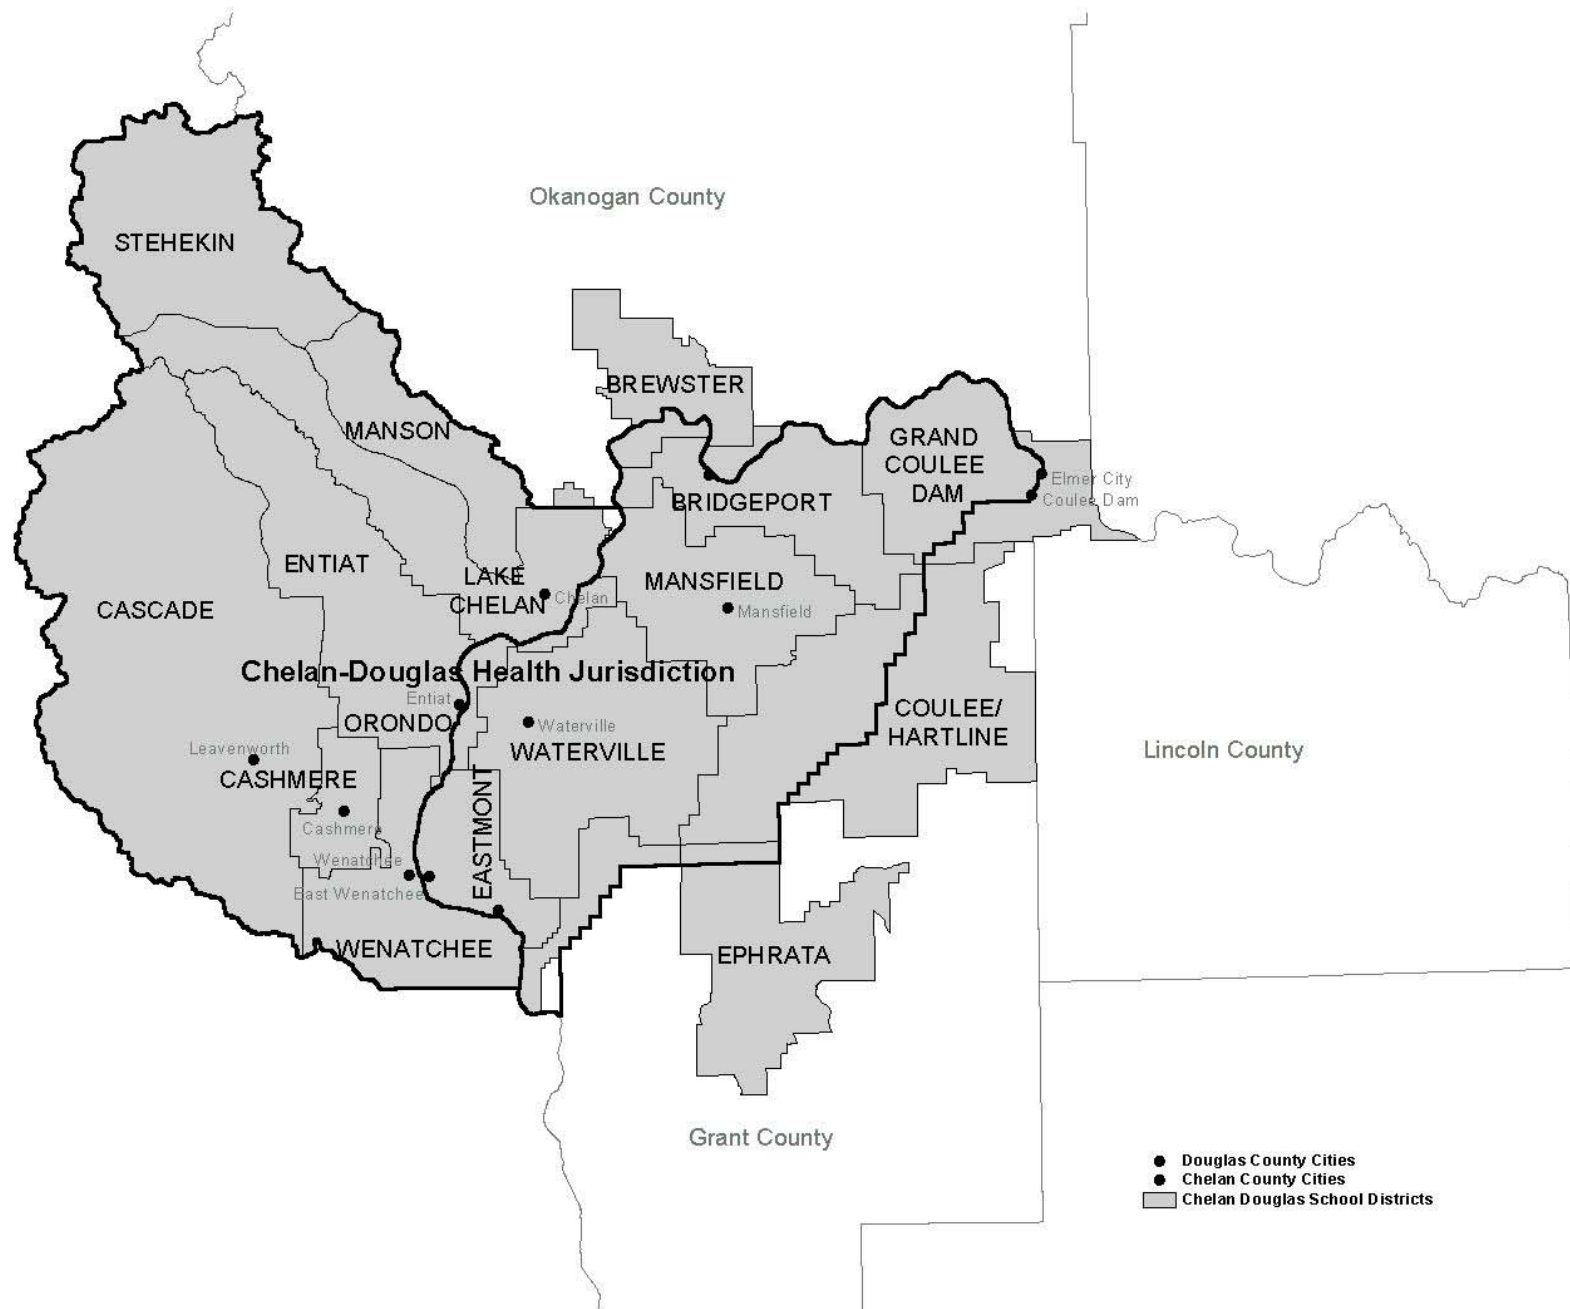 Okanogan County
STEHEKIN
BREWSTER
MANSON
GRAND
COULEE
DAM
Elmer City
Coulee Dam
BRIDGEPORT
ENTIAT
LAKE
CHELAN
Chelan
MANSFIELD
Mansfield
CASCADE
Chelan-Douglas Health Jurisdiction
Entiat
ORONDO
Waterville
WATERVILLE
COULEE/
HARTLINE
Lincoln County
Leavenworth
CASHMERE
Cashmere
Wenatchee
East Wenatchee
EASTMONT
WENATCHEE
EPHRATA
Grant County
Douglas County Cities
Chelan County Cities
Chelan Douglas School Districts